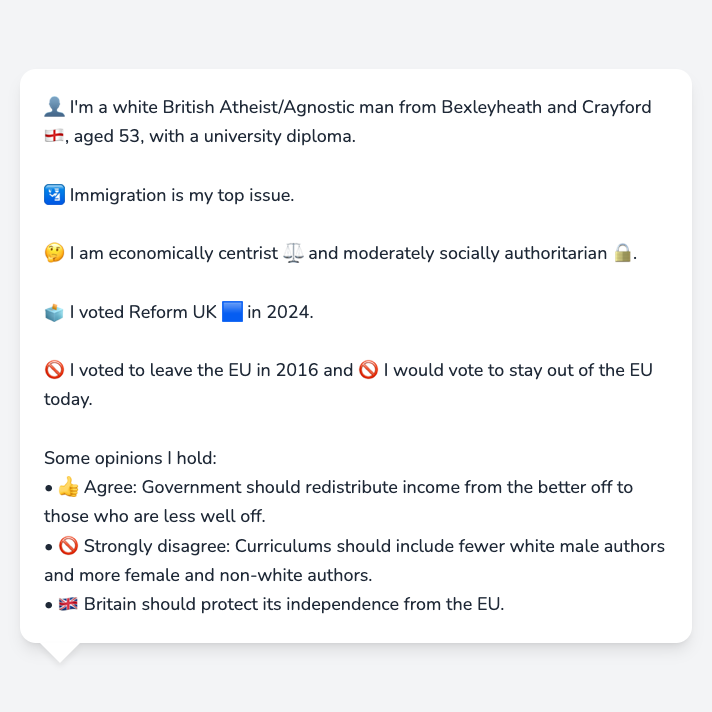 👤 I'm a white British Atheist/Agnostic man from Bexleyheath and Crayford
🏴󠁧󠁢󠁥󠁮󠁧󠁿, aged 53, with a university diploma.
🛂 Immigration is my top issue.
🤔 I am economically centrist ⚖️ and moderately socially authoritarian 🔒.
🗳️ I voted Reform UK 🟦 in 2024.
🚫 I voted to leave the EU in 2016 and 🚫 I would vote to stay out of the EU
today.
Some opinions I hold:
• 👍 Agree: Government should redistribute income from the better off to
those who are less well off.
• 🚫 Strongly disagree: Curriculums should include fewer white male authors
and more female and non-white authors.
• 🇬🇧 Britain should protect its independence from the EU.